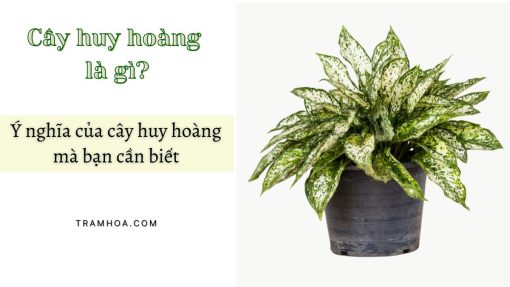 Cây huy hoàng
là gì?
Ý nghĩa của cây huy hoàng
mà bạn cần biết
TRAMHOA.COM